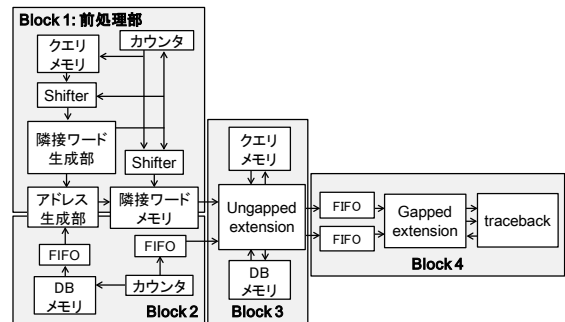 Block 1: 前処理部
クエリ
メモリ
カウンタ
Shifter
隣接ワード
生成部
Shifter
アドレス
生成部
隣接ワード
メモリ
FIFO
FIFO
DB
メモリ
カウンタ
Block 2
クエリ
メモリ
Ungapped
extension
DB
メモリ
Block 3
FIFO
FIFO
Gapped
extension
traceback
Block 4